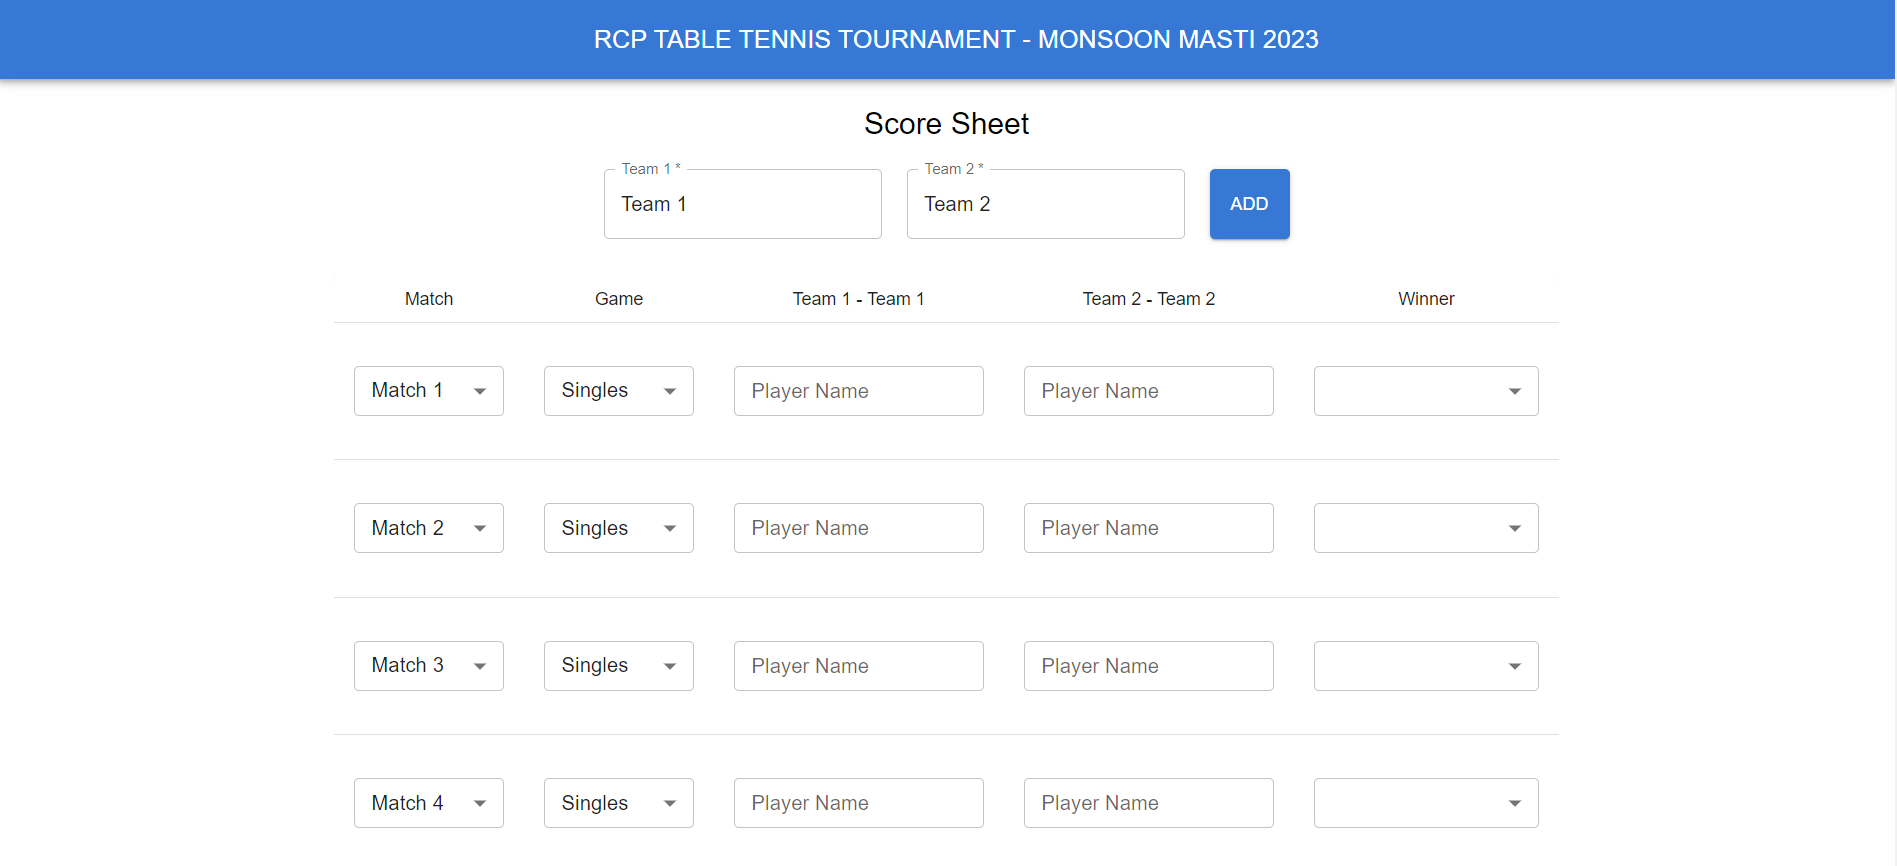 RCP TABLE TENNIS TOURNAMENT - MONSOON MASTI 2023
Score Sheet
Team 1 * Team 2 *
Team 1 Team 2 ADD
Match Game Team 1 - Team 1 Team 2 - Team 2 Winner
Match 1 Singles Player Name Player Name
Match 2 Singles Player Name Player Name
Match 3 Singles Player Name Player Name
Match 4 Singles Player Name Player Name